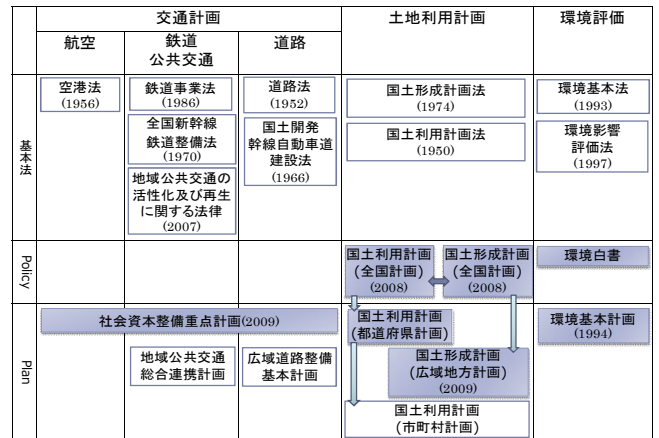 交通計画
土地利用計画
環境評価
航空
鉄道
公共交通
道路
基本法
空港法
(1956)
鉄道事業法
(1986)
全国新幹線
鉄道整備法
(1970)
地域公共交通の
活性化及び再生
に関する法律
(2007)
道路法
(1952)
国土開発
幹線自動車道
建設法
(1966)
国土形成計画法
(1974)
国土利用計画法
(1950)
環境基本法
(1993)
環境影響
評価法
(1997)
Policy
国土利用計画
(全国計画)
(2008)
国土形成計画
(全国計画)
(2008)
環境白書
Plan
社会資本整備重点計画(2009)
地域公共交通
総合連携計画
広域道路整備
基本計画
国土利用計画
(都道府県計画)
国土形成計画
(広域地方計画)
(2009)
国土利用計画
(市町村計画)
環境基本計画
(1994)